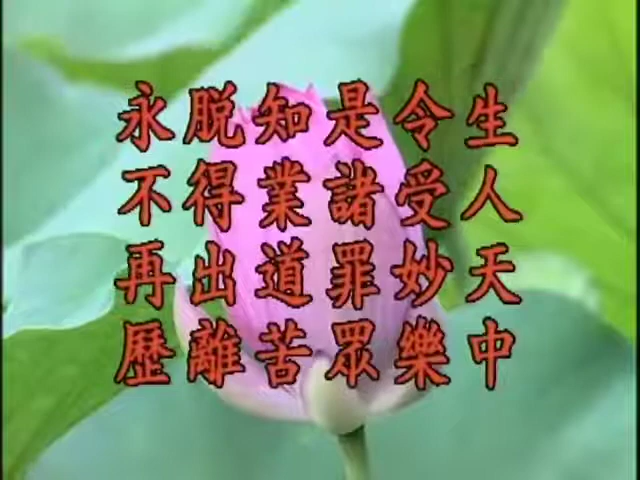 生人天中
令受妙樂
是諸罪眾
知業道苦
脫得出離
永不再歷